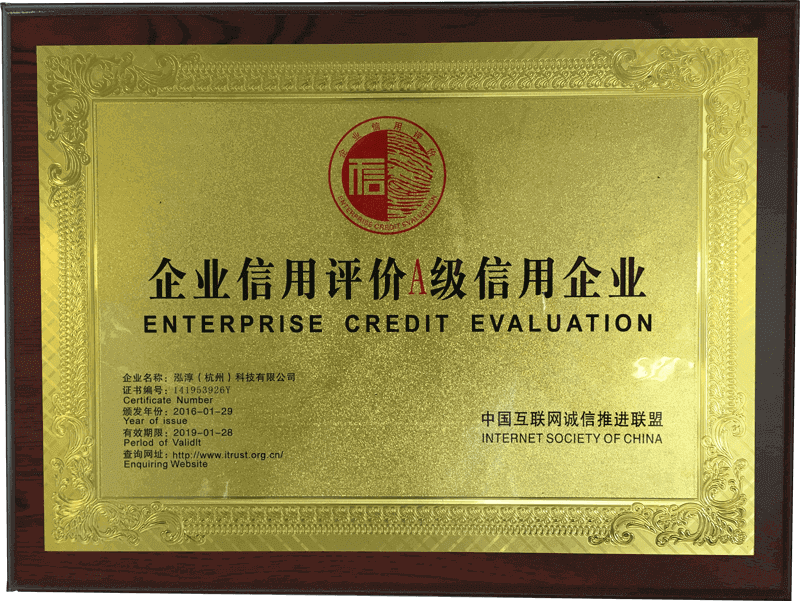 企业信用评价
信
ENTERPRISE CREDIT EVALUATION
企业信用评价A级信用企业
ENTERPRISE CREDIT EVALUATION
企业名称：泓淳（杭州）科技有限公司
证书编号：141953926Y
Certificate Number
颁发年份：2016-01-29
Year of issue
有效期限：2019-01-28
Period of Validlt
查询网址：http://www.itrust.org.cn/
Enquiring Website
中国互联网诚信推进联盟
INTERNET SOCIETY OF CHINA